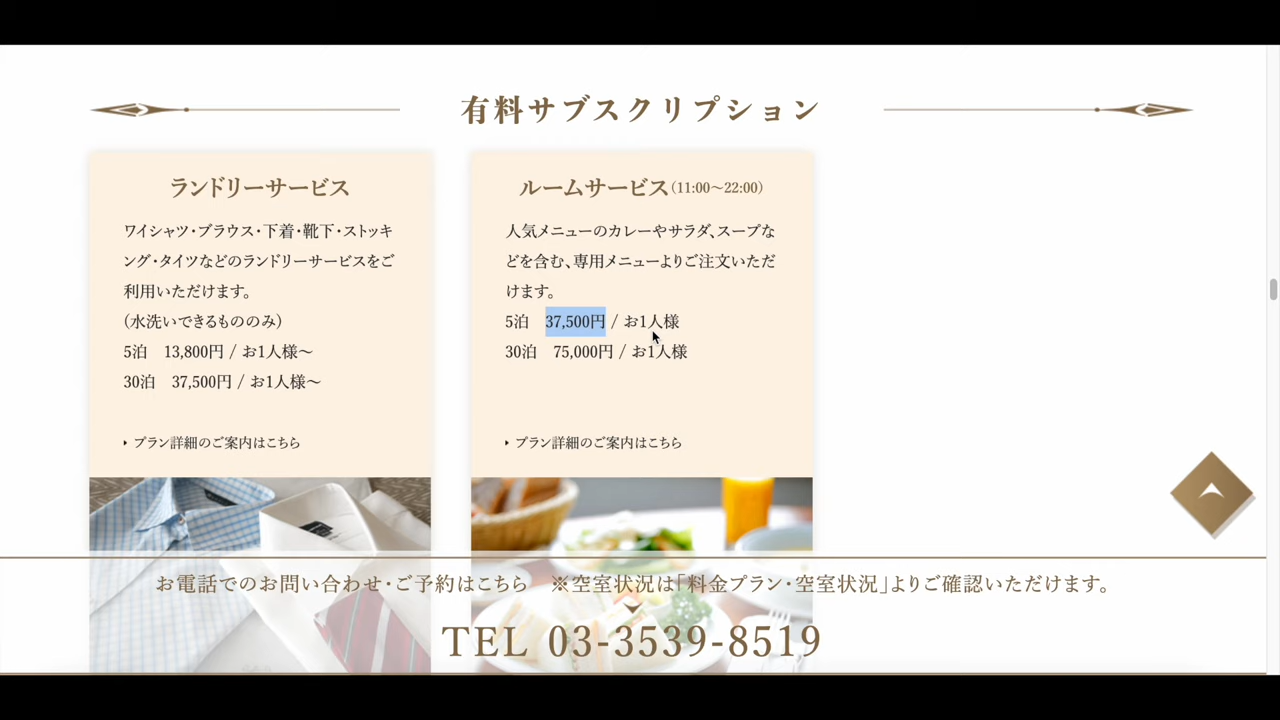 有料サブスクリプション
ランドリーサービス
ワイシャツ・ブラウス・下着・靴下・ストッキ
ング・タイツなどのランドリーサービスをご
利用いただけます。
(水洗いできるもののみ)
5泊　13,800円 / お1人様〜
30泊　37,500円 / お1人様〜
プラン詳細のご案内はこちら
ルームサービス(11:00〜22:00)
人気メニューのカレーやサラダ、スープな
どを含む、専用メニューよりご注文いただ
けます。
5泊　37,500円 / お1人様
30泊　75,000円 / お1人様
プラン詳細のご案内はこちら
お電話でのお問い合わせ・ご予約はこちら　※空室状況は「料金プラン・空室状況」よりご確認いただけます。
TEL 03-3539-8519